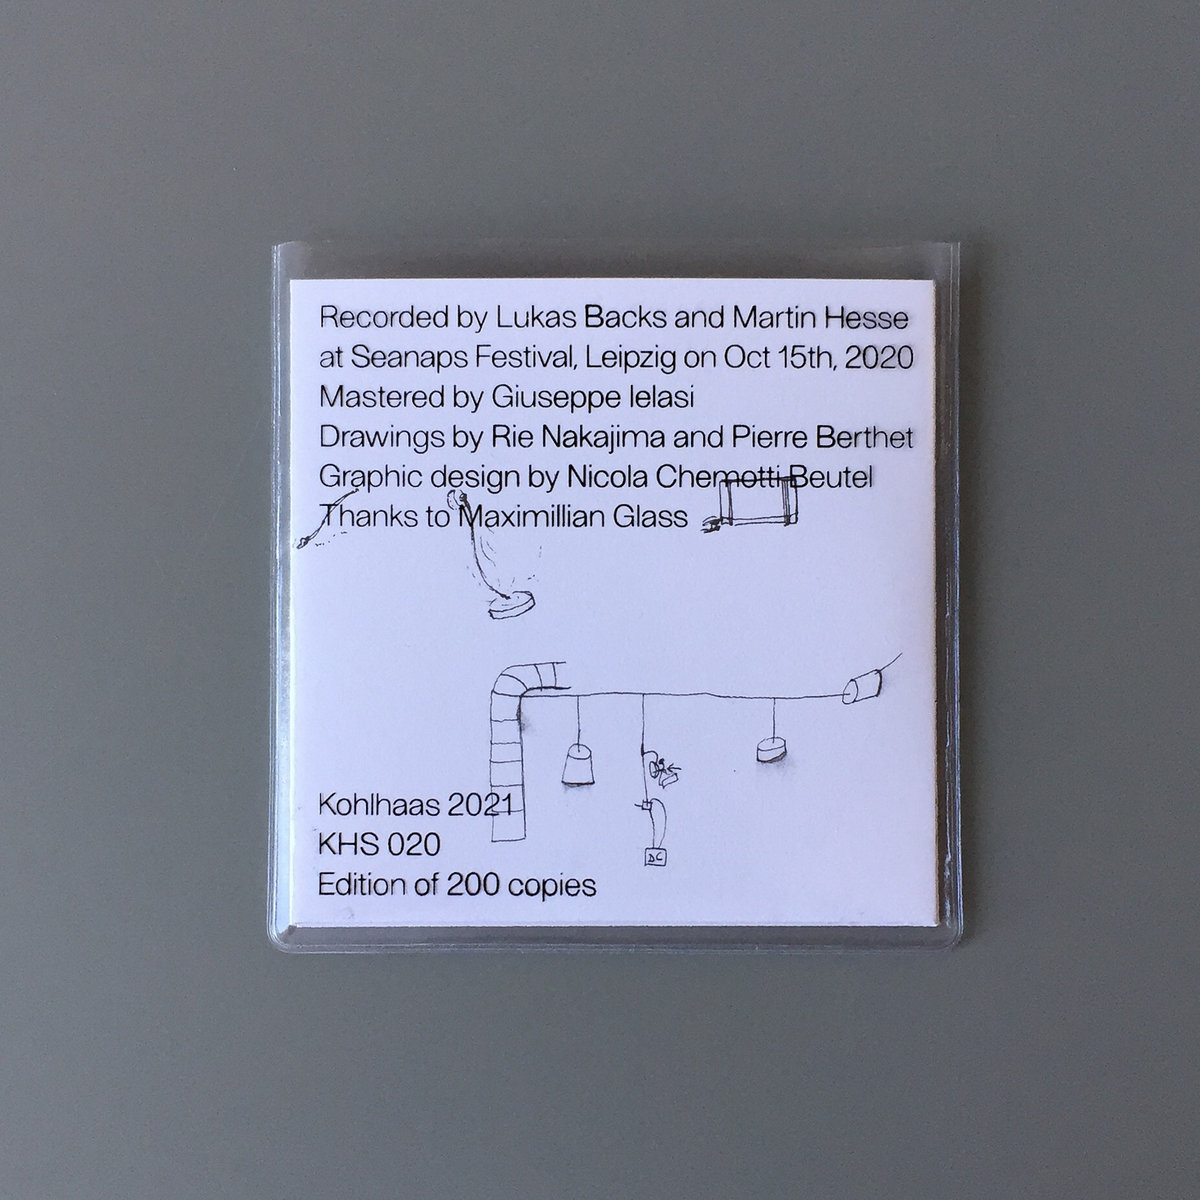 Recorded by Lukas Backs and Martin Hesse
at Seanaps Festival, Leipzig on Oct 15th, 2020
Mastered by Giuseppe Ielasi
Drawings by Rie Nakajima and Pierre Berthet
Graphic design by Nicola Chemotti Beutel
Thanks to Maximillian Glass
DC
Kohlhaas 2021
KHS 020
Edition of 200 copies